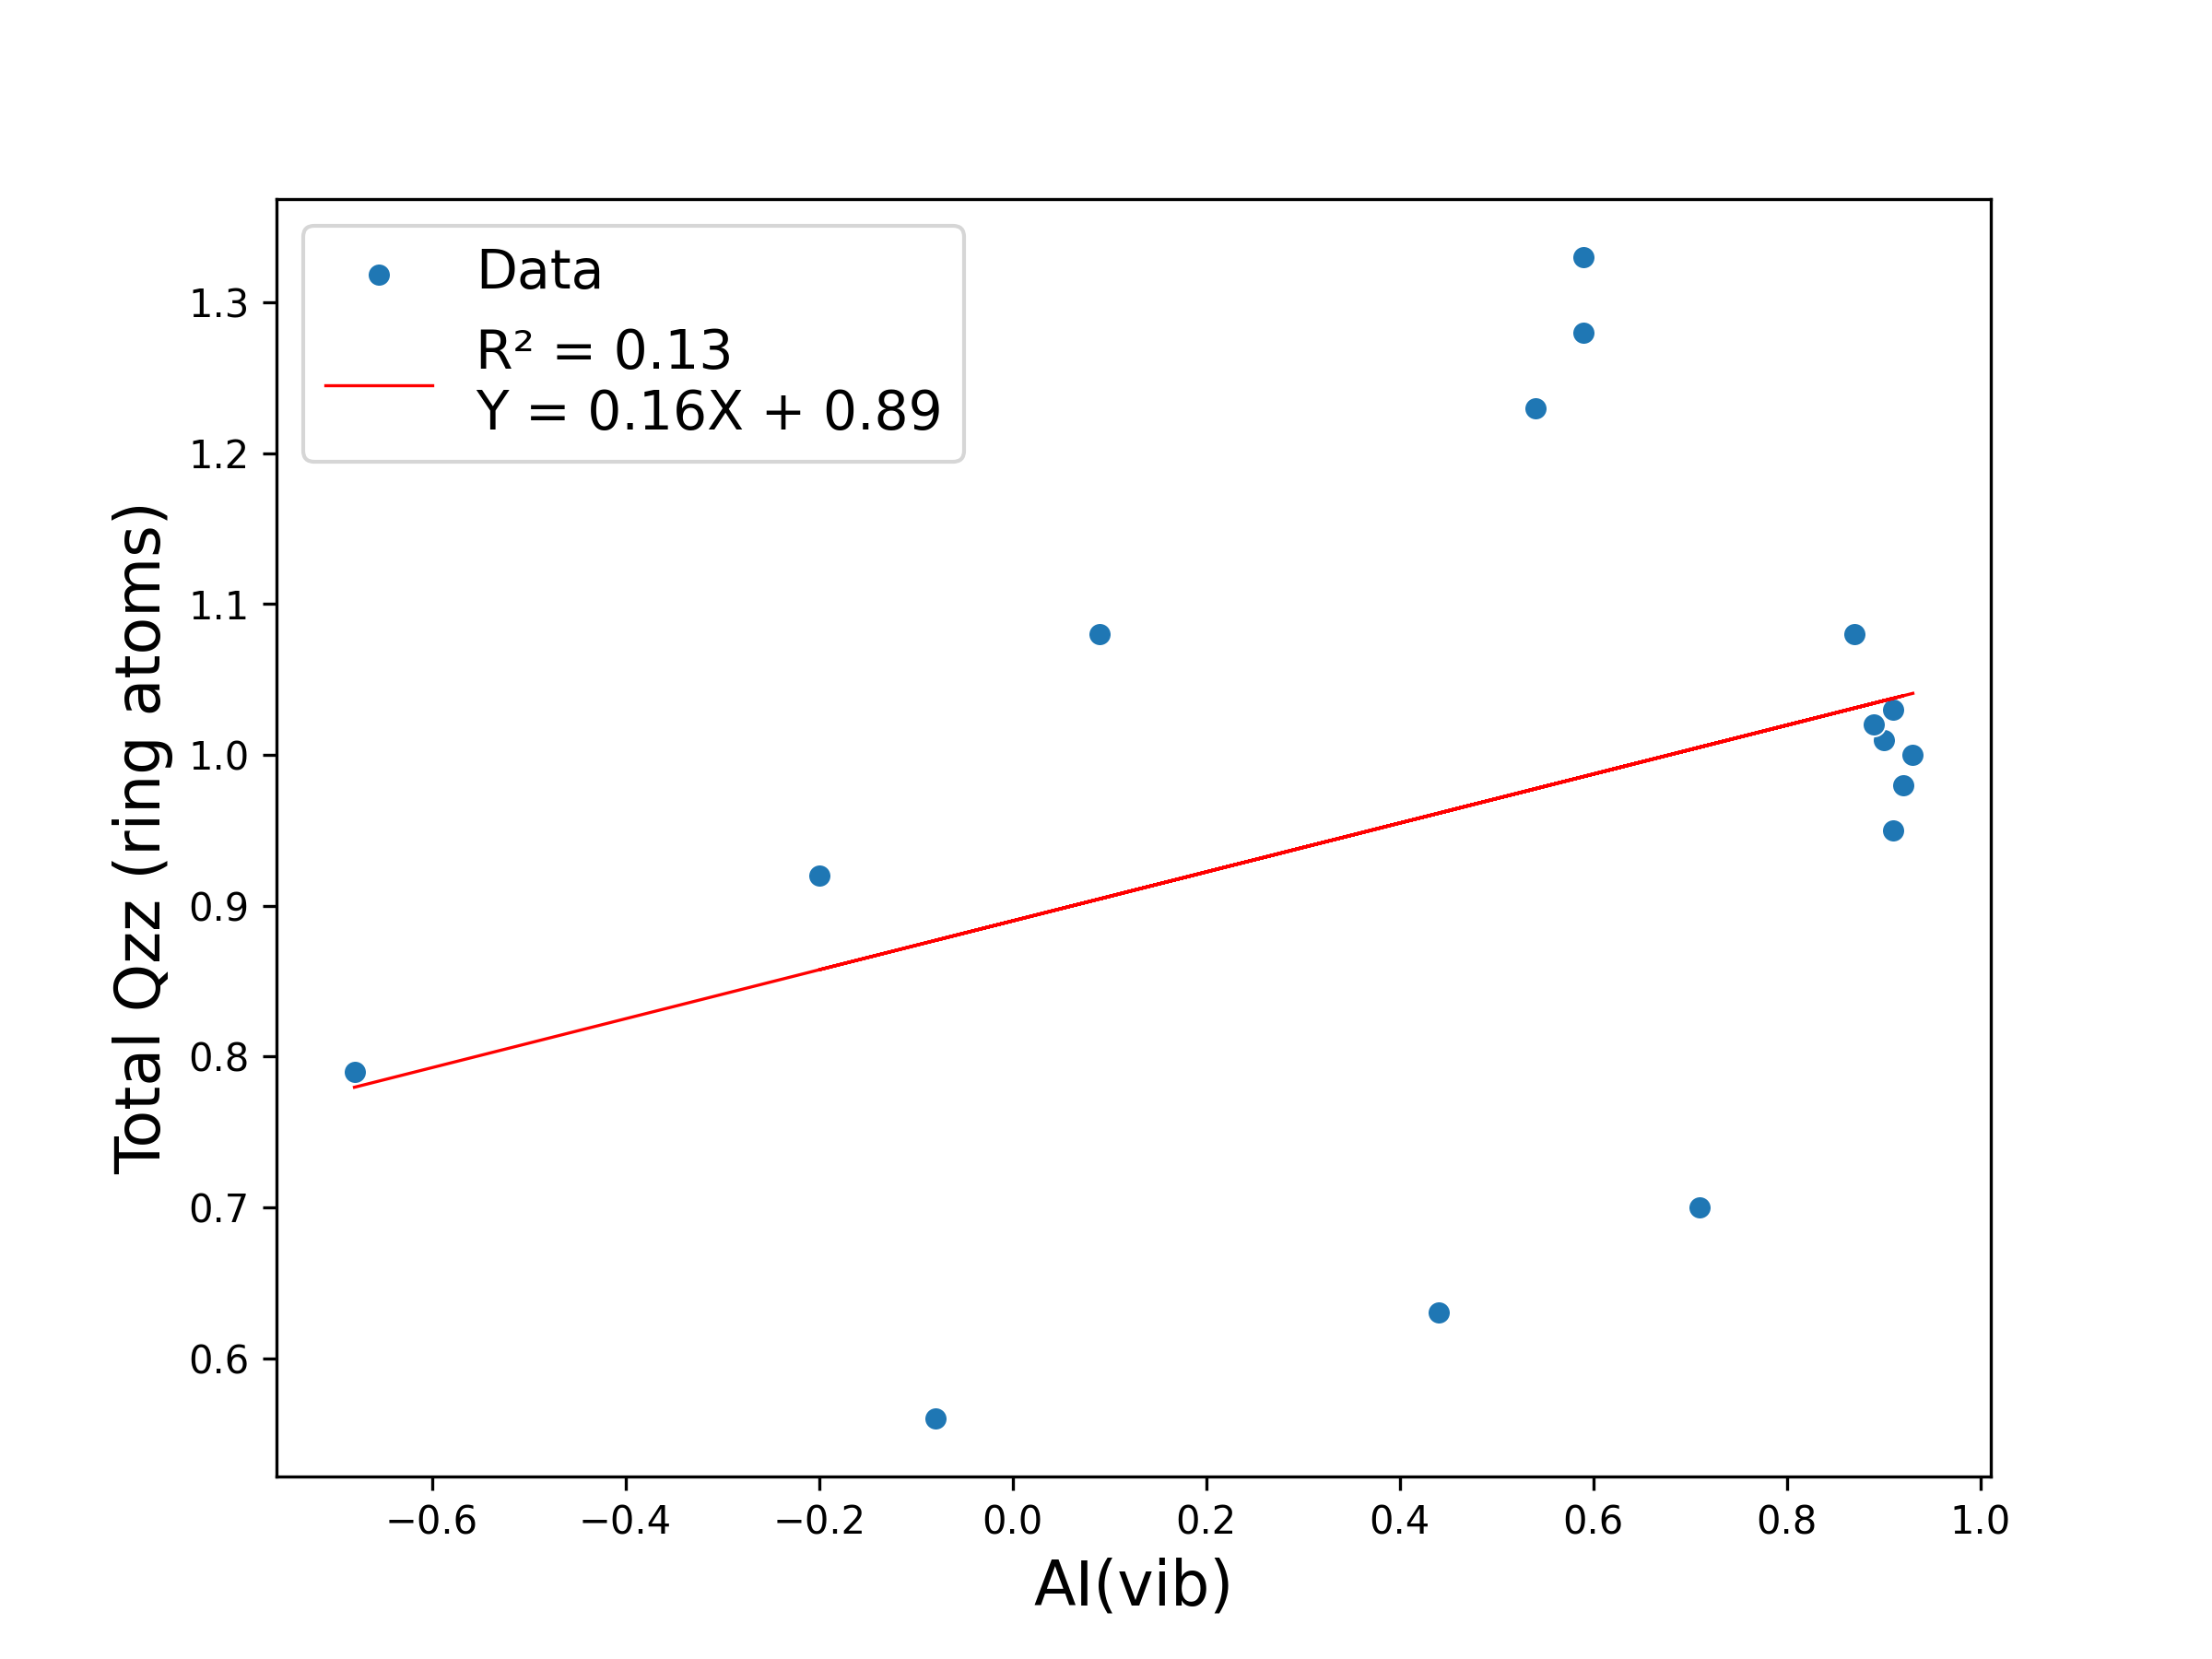 Data
R² = 0.13
Y = 0.16X + 0.89
1.3
1.2
1.1
1.0
0.9
0.8
0.7
0.6
Total Qzz (ring atoms)
−0.6 −0.4 −0.2 0.0 0.2 0.4 0.6 0.8 1.0
AI(vib)